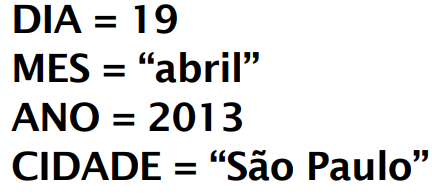 DIA = 19
MES = “abril”
ANO = 2013
CIDADE = “São Paulo”